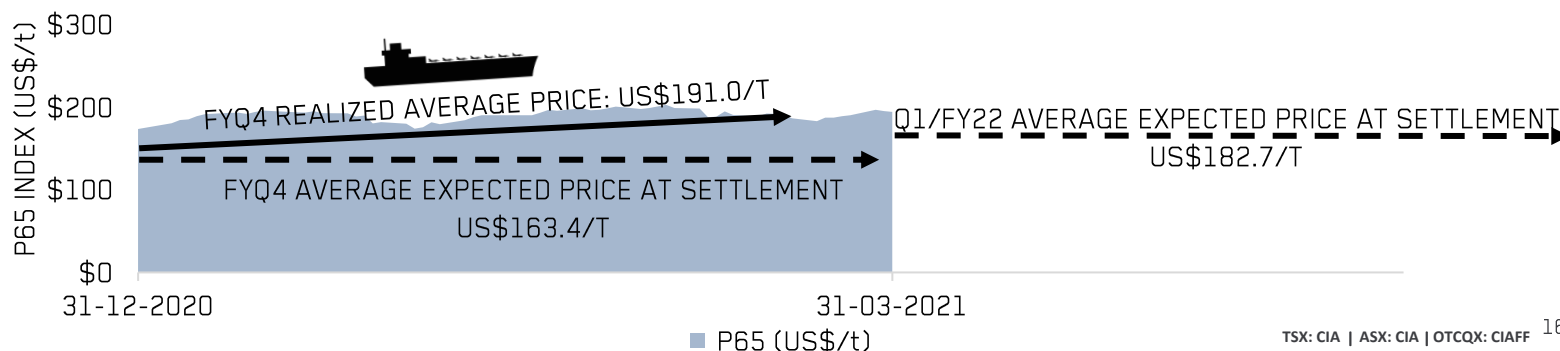 P65 INDEX (US$/t)
$300
$200
$100
$0
FYQ4 REALIZED AVERAGE PRICE: US$191.0/T
FYQ4 AVERAGE EXPECTED PRICE AT SETTLEMENT
US$163.4/T
Q1/FY22 AVERAGE EXPECTED PRICE AT SETTLEMENT
US$182.7/T
31-12-2020
31-03-2021
P65 (US$/t)
TSX: CIA | ASX: CIA | OTCQX: CIAFF